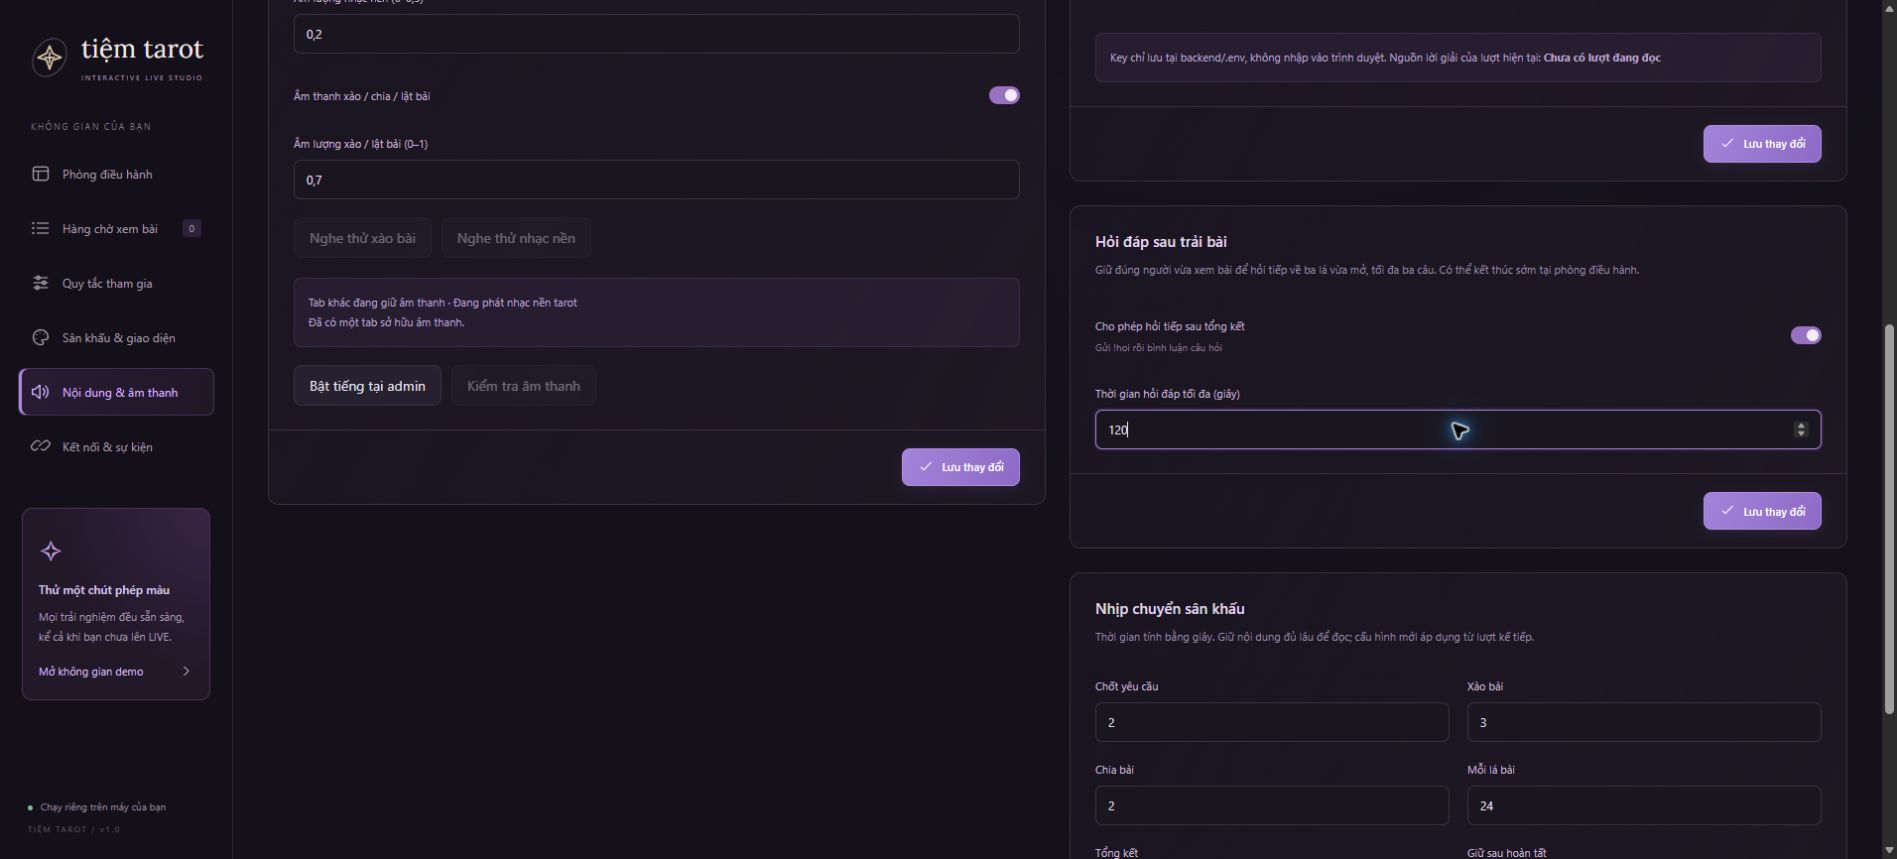 tiệm tarot
INTERACTIVE LIVE STUDIO
KHÔNG GIAN CỦA BẠN
Phòng điều hành
Hàng chờ xem bài 0
Quy tắc tham gia
Sân khấu & giao diện
Nội dung & âm thanh
Kết nối & sự kiện
Thử một chút phép màu
Mọi trải nghiệm đều sẵn sàng,
kể cả khi bạn chưa lên LIVE.
Mở không gian demo
Chạy riêng trên máy của bạn
TIỆM TAROT / v1.0
0,2
Âm thanh xào / chia / lật bài
Âm lượng xào / lật bài (0–1)
0,7
Nghe thử xào bài Nghe thử nhạc nền
Tab khác đang giữ âm thanh · Đang phát nhạc nền tarot
Đã có một tab sở hữu âm thanh.
Bật tiếng tại admin Kiểm tra âm thanh
Lưu thay đổi
Key chỉ lưu tại backend/.env, không nhập vào trình duyệt. Nguồn lời giải của lượt hiện tại: Chưa có lượt đang đọc
Lưu thay đổi
Hỏi đáp sau trải bài
Giữ đúng người vừa xem bài để hỏi tiếp về ba lá vừa mở, tối đa ba câu. Có thể kết thúc sớm tại phòng điều hành.
Cho phép hỏi tiếp sau tổng kết
Gửi !hoi rồi bình luận câu hỏi
Thời gian hỏi đáp tối đa (giây)
120
Lưu thay đổi
Nhịp chuyển sân khấu
Thời gian tính bằng giây. Giữ nội dung đủ lâu để đọc; cấu hình mới áp dụng từ lượt kế tiếp.
Chốt yêu cầu Xào bài
2 3
Chia bài Mỗi lá bài
2 24
Tổng kết Giữ sau hoàn tất